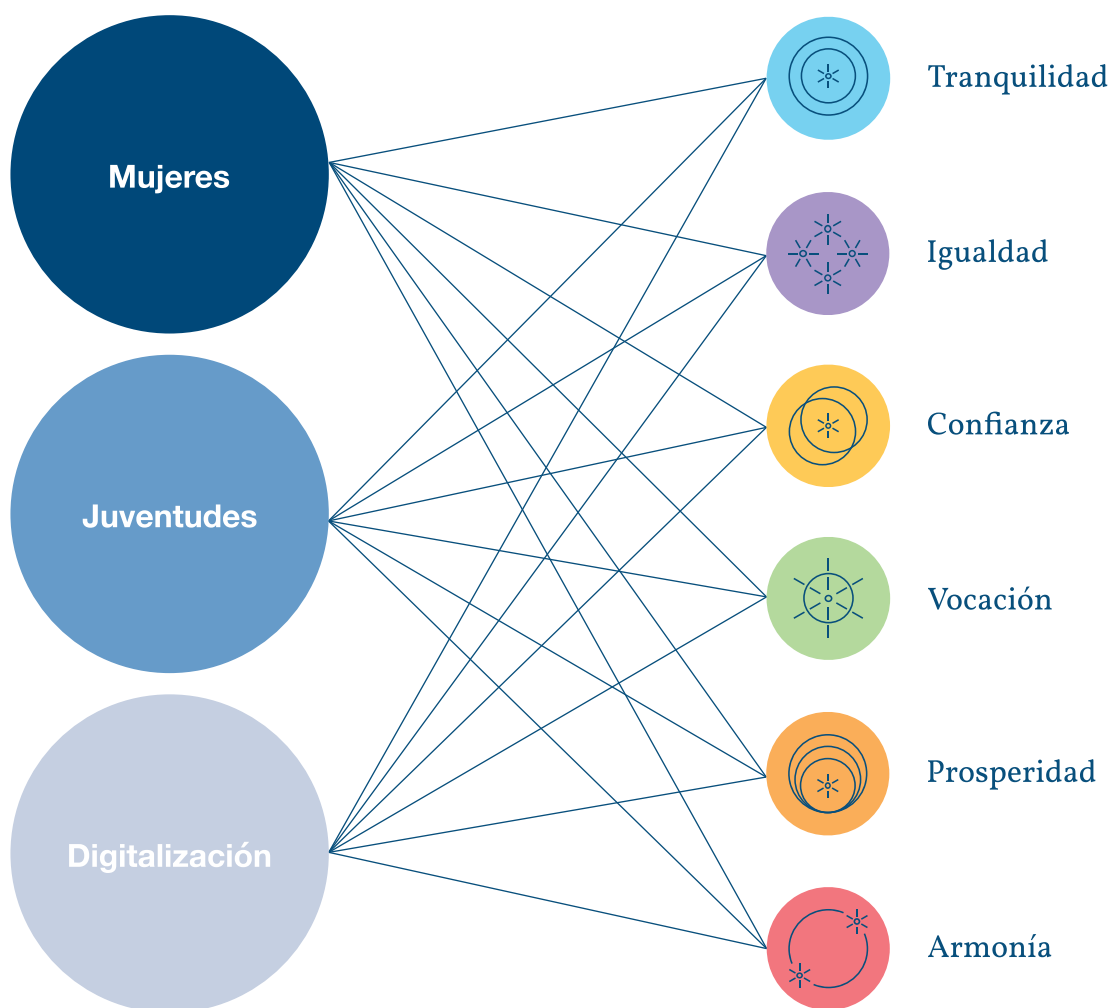 Mujeres
Juventudes
Digitalización
Tranquilidad
Igualdad
Confianza
Vocación
Prosperidad
Armonía